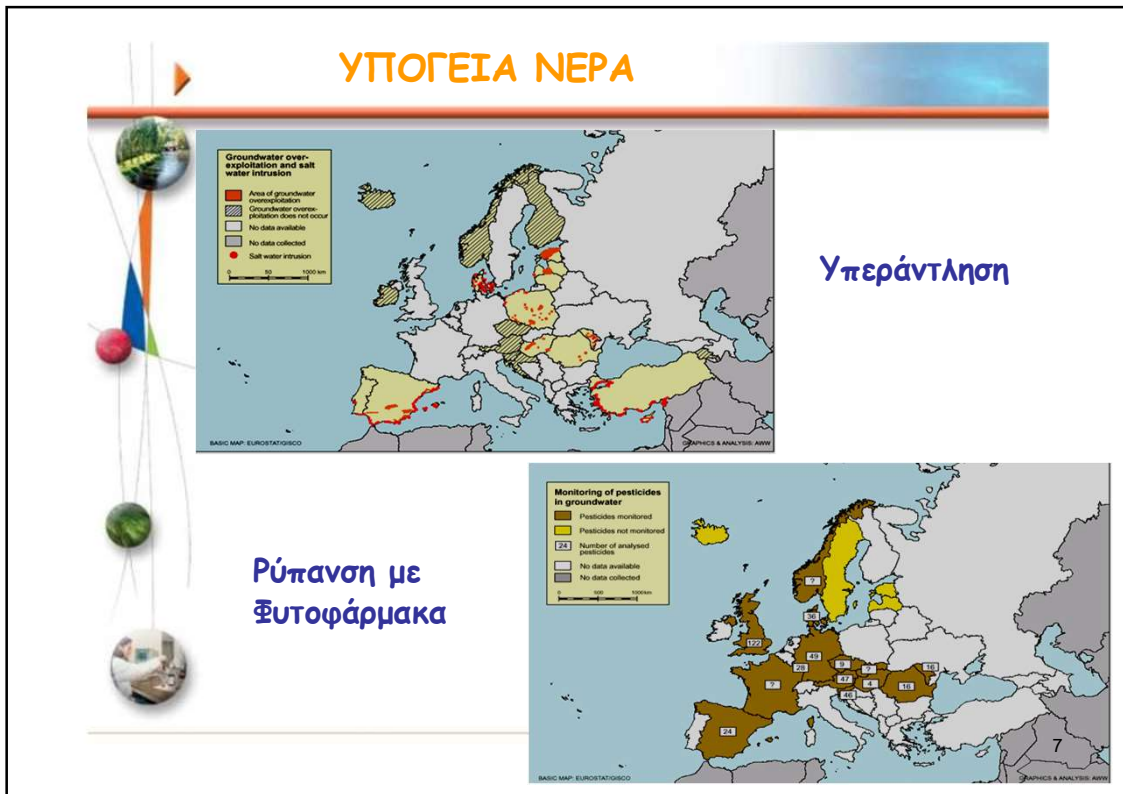 ΥΠΟΓΕΙΑ ΝΕΡΑ
Groundwater over-
exploitation and salt
water intrusion
Area of groundwater
overexploitation
Groundwater overex-
ploitation does not occur
No data available
No data collected
Salt water intrusion
0 50 1000 km
BASIC MAP: EUROSTAT/GISCO
GRAPHICS & ANALYSIS: AWW
Υπεράντληση
Ρύπανση με
Φυτοφάρμακα
Monitoring of pesticides
in groundwater
Pesticides monitored
Pesticides not monitored
24 Number of analysed
pesticides
No data available
No data collected
0 500 1000 km
?
36
122
49
28
9
?
16
?
47
4
16
46
24
BASIC MAP: EUROSTAT/GISCO
GRAPHICS & ANALYSIS: AWW
7